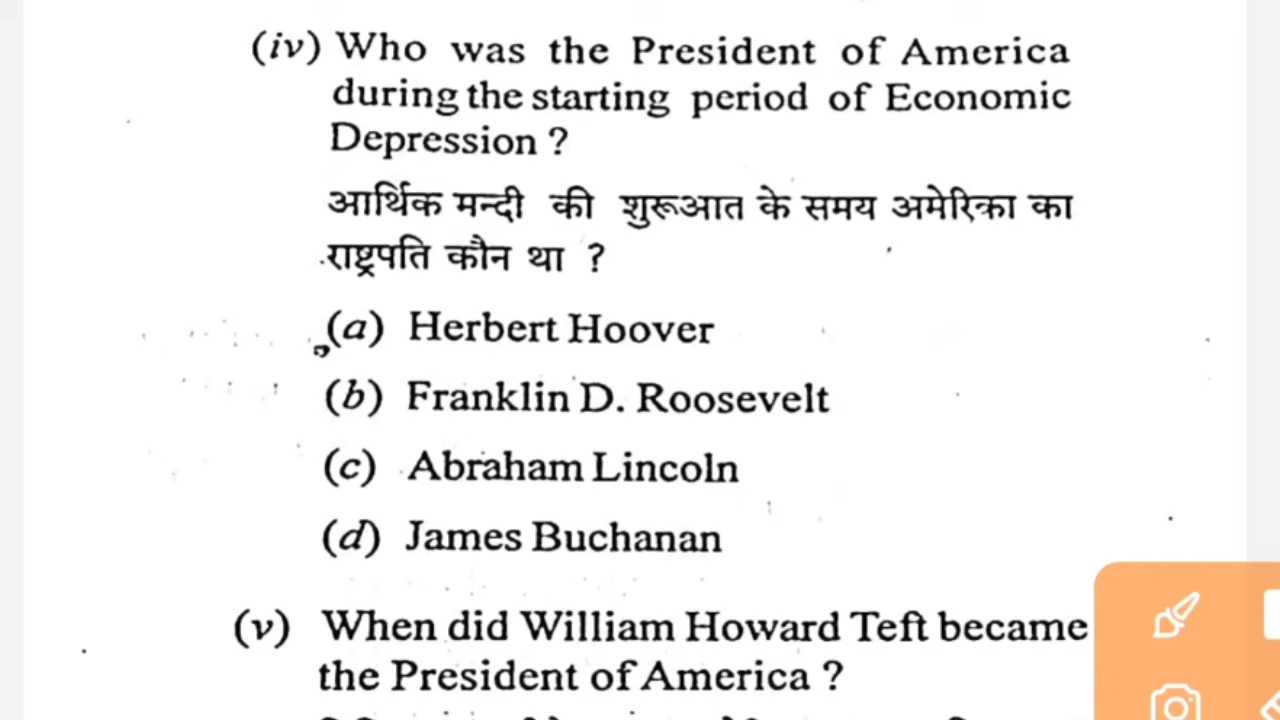 (iv) Who was the President of America
during the starting period of Economic
Depression ?
आर्थिक मन्दी की शुरूआत के समय अमेरिका का
राष्ट्रपति कौन था ?
(a) Herbert Hoover
(b) Franklin D. Roosevelt
(c) Abraham Lincoln
(d) James Buchanan
(v) When did William Howard Teft became
the President of America ?